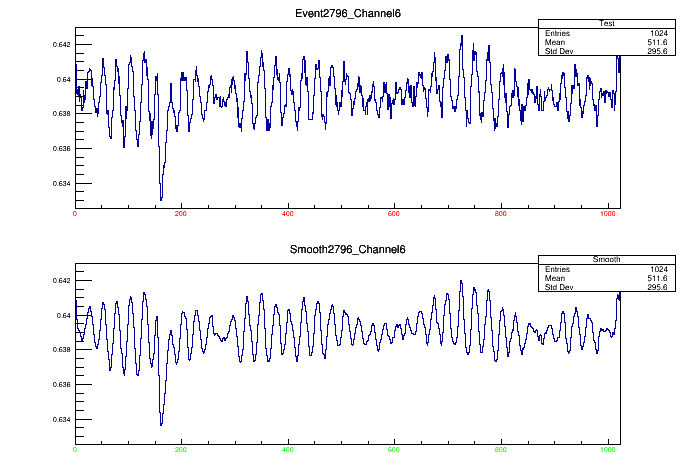 Event2796_Channel6
Test
Entries 1024
Mean 511.6
Std Dev 295.6
0.642
0.64
0.638
0.636
0.634
0 200 400 600 800 1000
Smooth2796_Channel6
Smooth
Entries 1024
Mean 511.6
Std Dev 295.6
0.642
0.64
0.638
0.636
0.634
0 200 400 600 800 1000